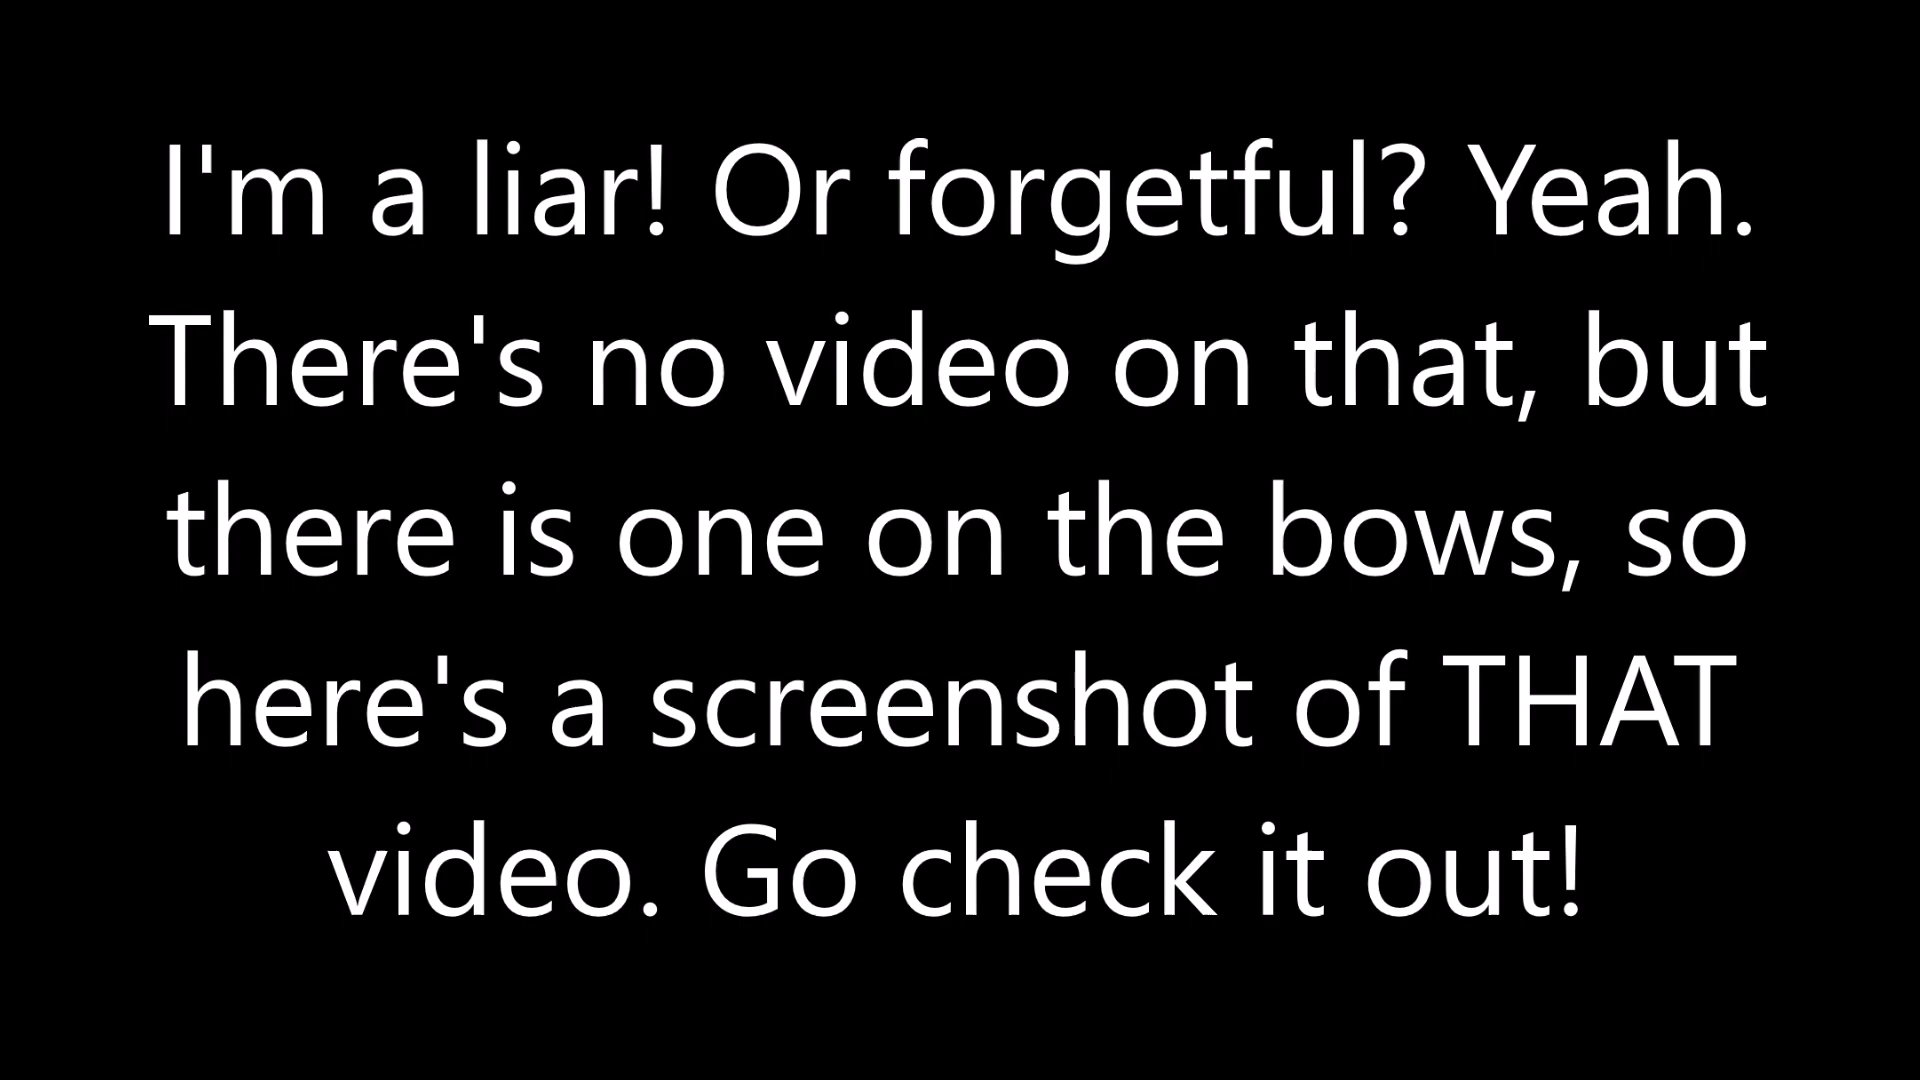 I'm a liar! Or forgetful? Yeah.
There's no video on that, but
there is one on the bows, so
here's a screenshot of THAT
video. Go check it out!